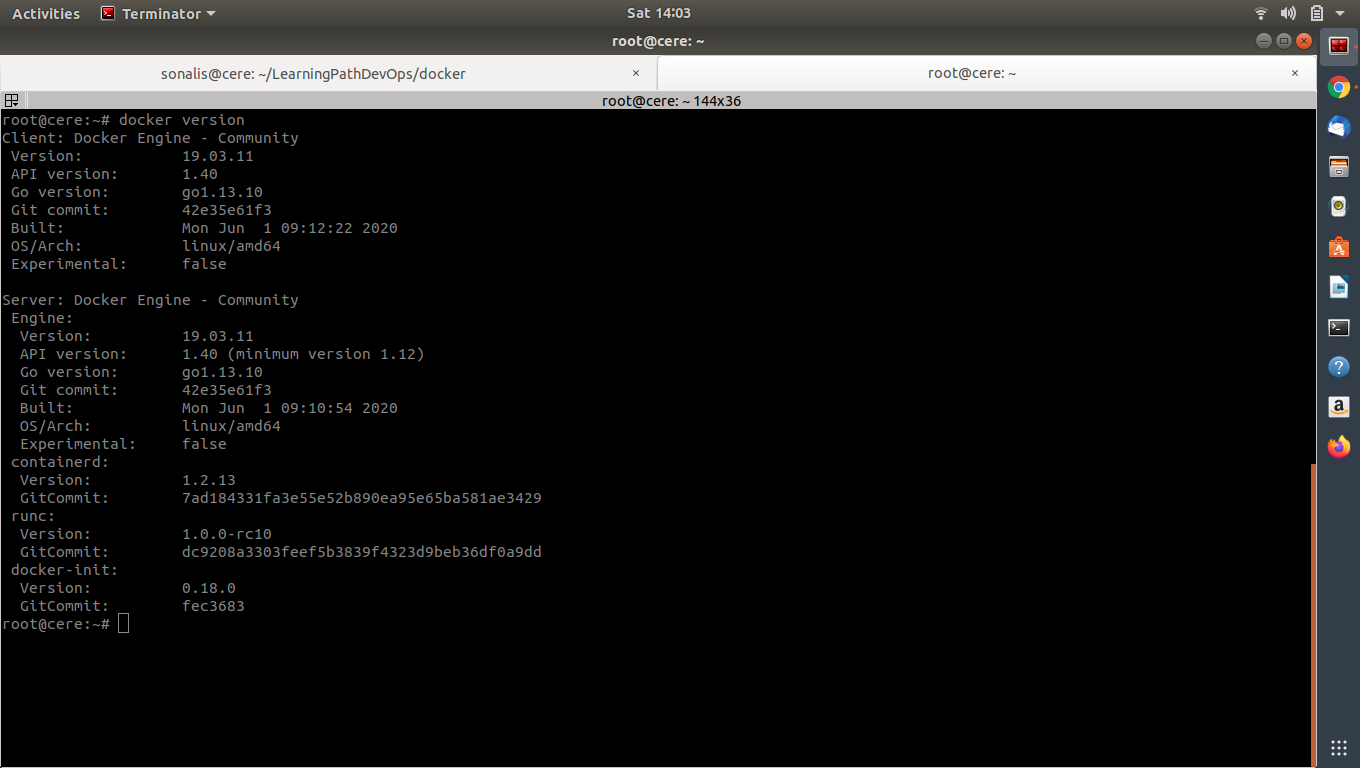 Activities Terminator Sat 14:03
root@cere: ~
sonalis@cere: ~/LearningPathDevOps/docker × root@cere: ~ ×
root@cere: ~ 144x36
root@cere:~# docker version
Client: Docker Engine - Community
 Version:           19.03.11
 API version:       1.40
 Go version:        go1.13.10
 Git commit:        42e35e61f3
 Built:             Mon Jun  1 09:12:22 2020
 OS/Arch:           linux/amd64
 Experimental:      false

Server: Docker Engine - Community
 Engine:
  Version:          19.03.11
  API version:      1.40 (minimum version 1.12)
  Go version:       go1.13.10
  Git commit:       42e35e61f3
  Built:            Mon Jun  1 09:10:54 2020
  OS/Arch:          linux/amd64
  Experimental:     false
 containerd:
  Version:          1.2.13
  GitCommit:        7ad184331fa3e55e52b890ea95e65ba581ae3429
 runc:
  Version:          1.0.0-rc10
  GitCommit:        dc9208a3303feef5b3839f4323d9beb36df0a9dd
 docker-init:
  Version:          0.18.0
  GitCommit:        fec3683
root@cere:~#